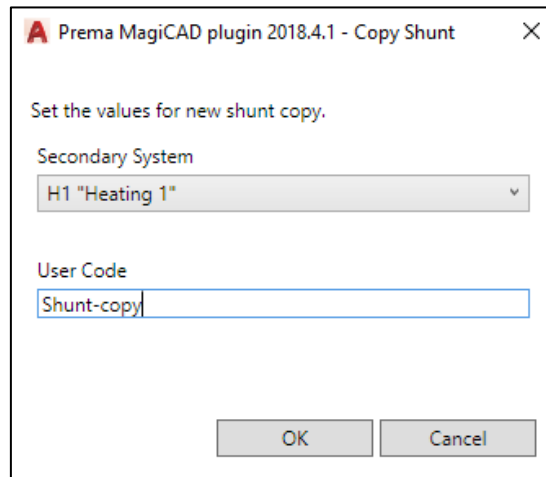 Prema MagiCAD plugin 2018.4.1 - Copy Shunt
Set the values for new shunt copy.
Secondary System
H1 "Heating 1"
User Code
Shunt-copy
OK Cancel